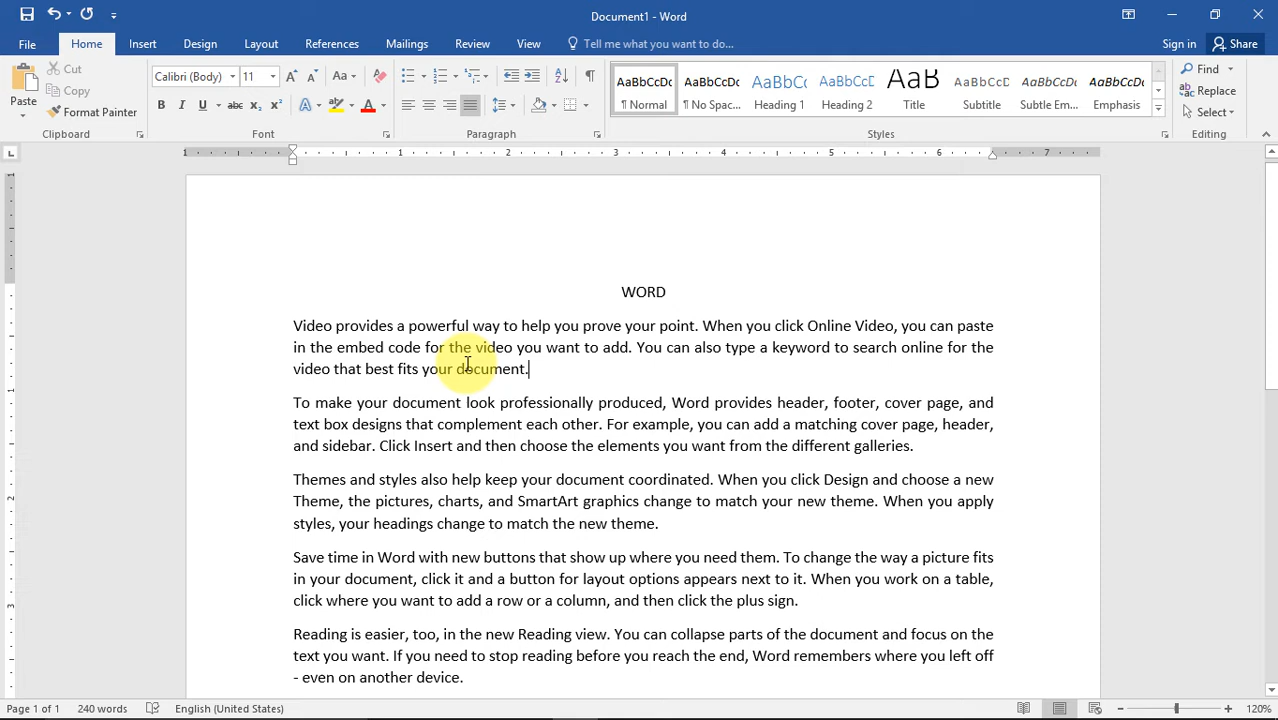 Document1 - Word
File Home Insert Design Layout References Mailings Review View Tell me what you want to do... Sign in Share
Paste
Cut
Copy
Format Painter
Clipboard
Calibri (Body) 11
Font
Paragraph
AaBbCcDc AaBbCcDc AaBbC( AaBbCcC AaB AaBbCcD AaBbCcDc AaBbCcDc
¶ Normal ¶ No Spac... Heading 1 Heading 2 Title Subtitle Subtle Em... Emphasis
Styles
Find
Replace
Select
Editing
1 1 2 3 4 5 6 7
WORD
Video provides a powerful way to help you prove your point. When you click Online Video, you can paste
in the embed code for the video you want to add. You can also type a keyword to search online for the
video that best fits your document.
To make your document look professionally produced, Word provides header, footer, cover page, and
text box designs that complement each other. For example, you can add a matching cover page, header,
and sidebar. Click Insert and then choose the elements you want from the different galleries.
Themes and styles also help keep your document coordinated. When you click Design and choose a new
Theme, the pictures, charts, and SmartArt graphics change to match your new theme. When you apply
styles, your headings change to match the new theme.
Save time in Word with new buttons that show up where you need them. To change the way a picture fits
in your document, click it and a button for layout options appears next to it. When you work on a table,
click where you want to add a row or a column, and then click the plus sign.
Reading is easier, too, in the new Reading view. You can collapse parts of the document and focus on the
text you want. If you need to stop reading before you reach the end, Word remembers where you left off
- even on another device.
Page 1 of 1 240 words English (United States) 120%